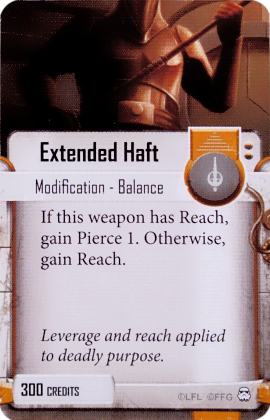 Extended Haft
Modification - Balance
If this weapon has Reach,
gain Pierce 1. Otherwise,
gain Reach.
Leverage and reach applied
to deadly purpose.
300 CREDITS
©LFL ©FFG